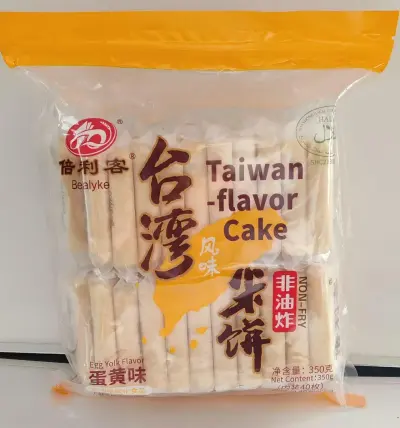 倍利客®
Bealyke
台湾
风味
米饼
Taiwan
-flavor
Cake
非油炸
NON-FRY
Egg Yolk Flavor
蛋黄味
净含量：350克
Net Content: 350g